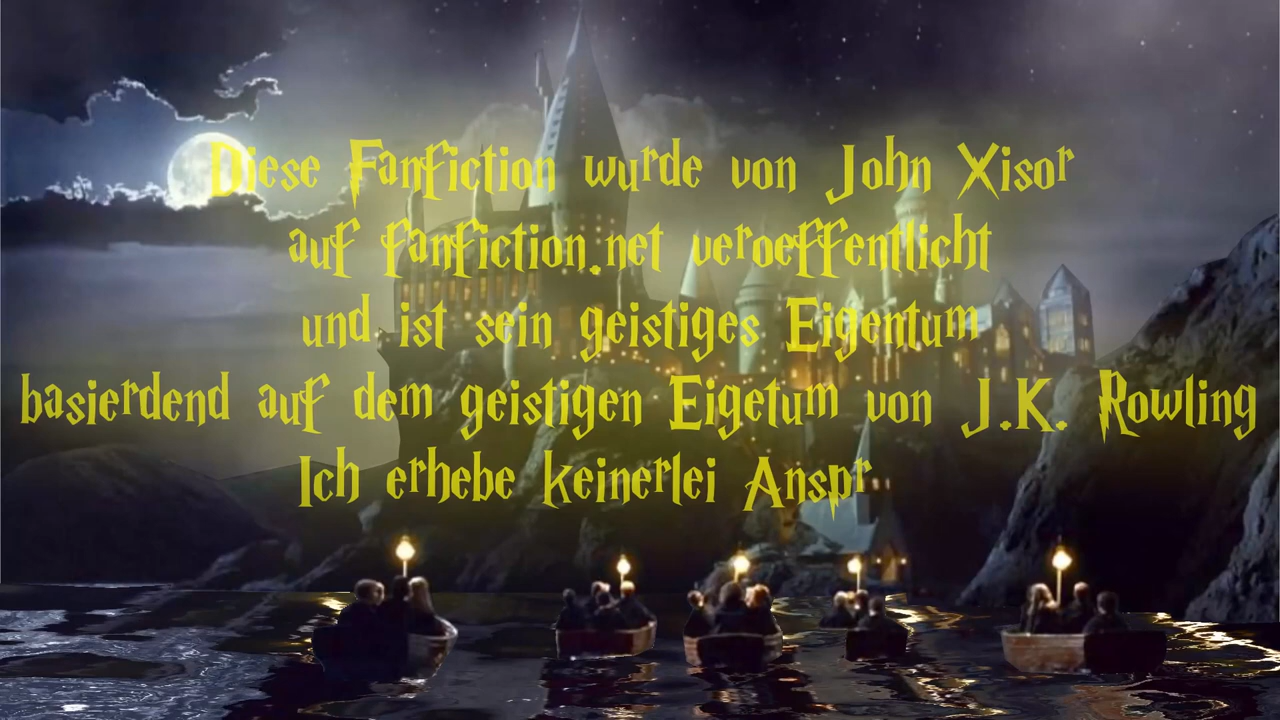 Diese Fanfiction wurde von John Xisor
auf fanfiction.net veroeffentlicht
und ist sein geistiges Eigentum
basierdend auf dem geistigen Eigetum von J.K. Rowling
Ich erhebe keinerlei Anspr